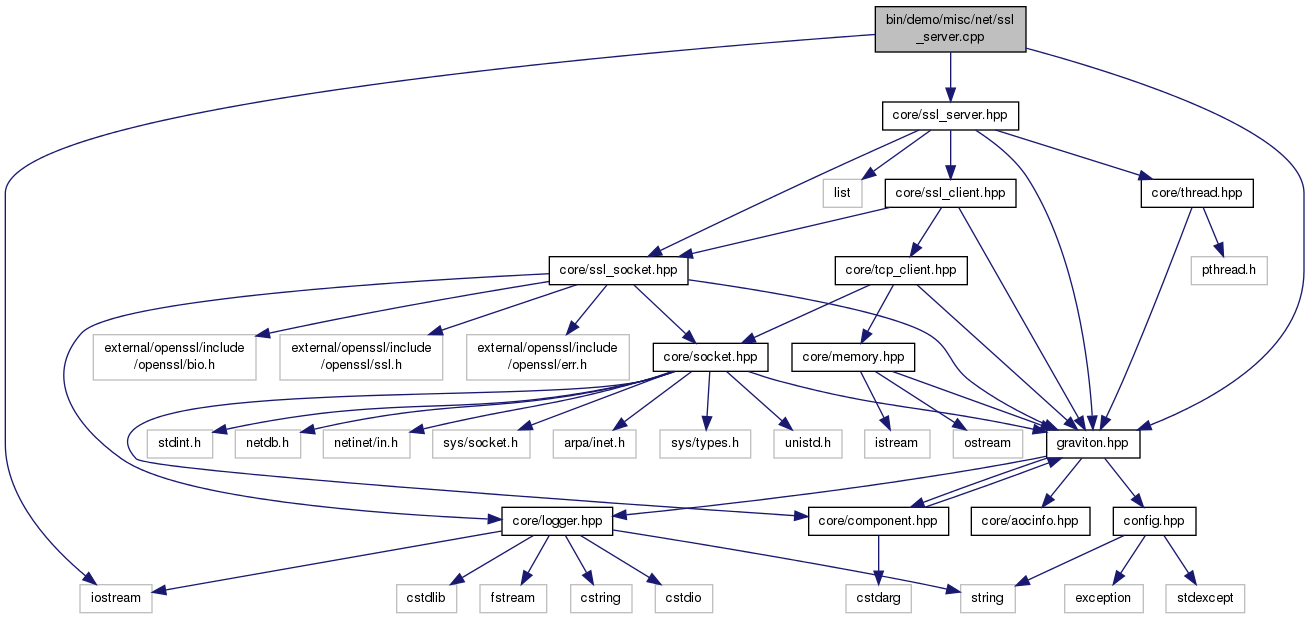 bin/demo/misc/net/ssl
_server.cpp
core/ssl_server.hpp
list
core/ssl_client.hpp
core/thread.hpp
core/ssl_socket.hpp
core/tcp_client.hpp
pthread.h
external/openssl/include
/openssl/bio.h
external/openssl/include
/openssl/ssl.h
external/openssl/include
/openssl/err.h
core/socket.hpp
core/memory.hpp
stdint.h
netdb.h
netinet/in.h
sys/socket.h
arpa/inet.h
sys/types.h
unistd.h
istream
ostream
graviton.hpp
core/logger.hpp
core/component.hpp
core/aocinfo.hpp
config.hpp
iostream
cstdlib
fstream
cstring
cstdio
cstdarg
string
exception
stdexcept